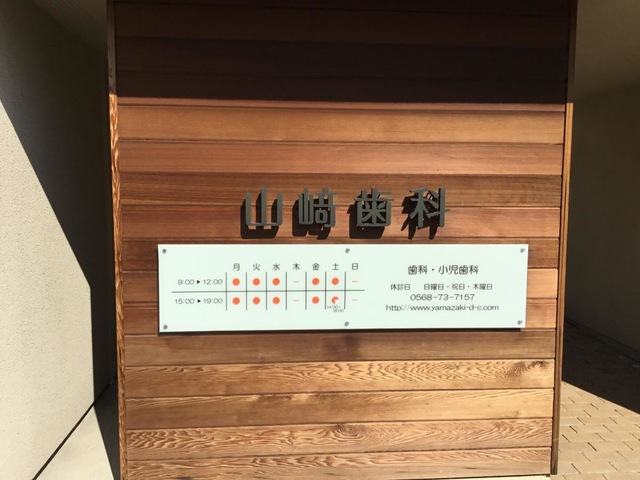 山﨑歯科
月 火 水 木 金 土 日
9:00▶12:00 ● ● ● − ● ● −
15:00▶19:00 ● ● ● − ● −
歯科・小児歯科
休診日 日曜日・祝日・木曜日
0568-73-7157
http://www.yamazaki-d-c.com